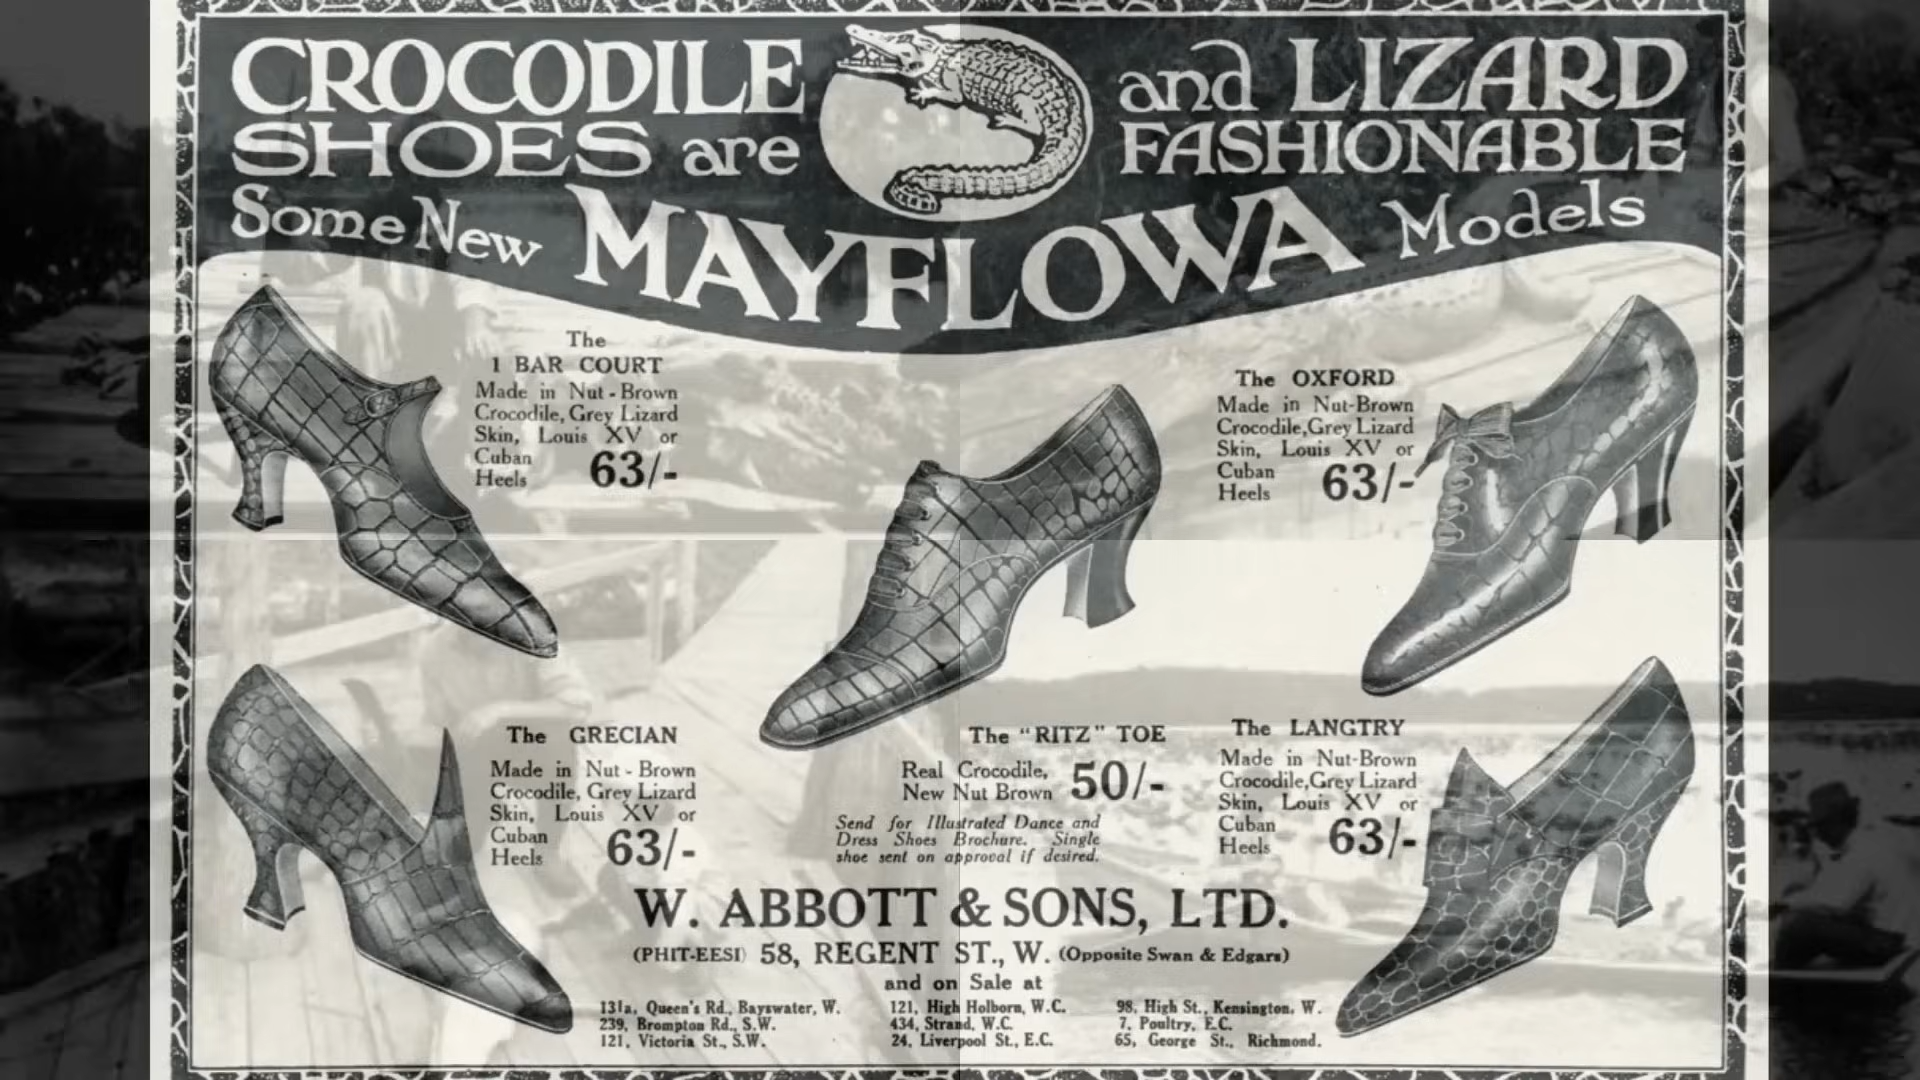 CROCODILE and LIZARD
SHOES are FASHIONABLE
Some New MAYFLOWA Models
The
1 BAR COURT
Made in Nut-Brown
Crocodile, Grey Lizard
Skin, Louis XV or
Cuban
Heels 63/-
The OXFORD
Made in Nut-Brown
Crocodile, Grey Lizard
Skin, Louis XV or
Cuban
Heels 63/-
The GRECIAN
Made in Nut-Brown
Crocodile, Grey Lizard
Skin, Louis XV or
Cuban
Heels 63/-
The "RITZ" TOE
Real Crocodile,
New Nut Brown 50/-
Send for Illustrated Dance and
Dress Shoes Brochure. Single
shoe sent on approval if desired.
The LANGTRY
Made in Nut-Brown
Crocodile, Grey Lizard
Skin, Louis XV or
Cuban
Heels 63/-
W. ABBOTT & SONS, LTD.
(PHIT-EESI) 58, REGENT ST., W. (Opposite Swan & Edgars)
and on Sale at
131a, Queen's Rd., Bayswater, W. 121, High Holborn, W.C. 98, High St., Kensington, W.
239, Brompton Rd., S.W. 434, Strand, W.C. 7, Poultry, E.C.
121, Victoria St., S.W. 24, Liverpool St., E.C. 65, George St., Richmond.